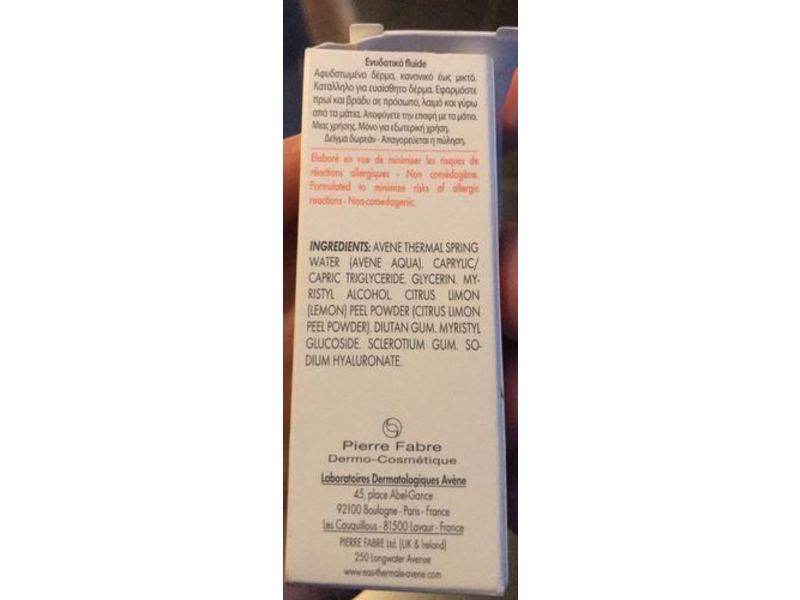 Ενυδατικό fluide
Αφυδατωμένο δέρμα, κανονικό έως μικτό.
Κατάλληλο για ευαίσθητο δέρμα. Εφαρμόστε
πρωί και βράδυ σε πρόσωπο, λαιμό και γύρω
από τα μάτια. Αποφύγετε την επαφή με τα μάτια.
Μιας χρήσης. Μόνο για εξωτερική χρήση.
Δείγμα δωρεάν - Απαγορεύεται η πώληση.
Elaboré en vue de minimiser les risques de
réactions allergiques - Non comédogène.
Formulated to minimize risks of allergic
reactions - Non-comedogenic.
INGREDIENTS: AVENE THERMAL SPRING
WATER (AVENE AQUA). CAPRYLIC/
CAPRIC TRIGLYCERIDE. GLYCERIN. MY-
RISTYL ALCOHOL. CITRUS LIMON
(LEMON) PEEL POWDER (CITRUS LIMON
PEEL POWDER). DIUTAN GUM. MYRISTYL
GLUCOSIDE. SCLEROTIUM GUM. SO-
DIUM HYALURONATE.
Pierre Fabre
Dermo-Cosmétique
Laboratoires Dermatologiques Avène
45, place Abel-Gance
92100 Boulogne - Paris - France
Les Cauquillous - 81500 Lavaur - France
PIERRE FABRE Ltd. (UK & Ireland)
250 Longwater Avenue
www.eau-thermale-avene.com